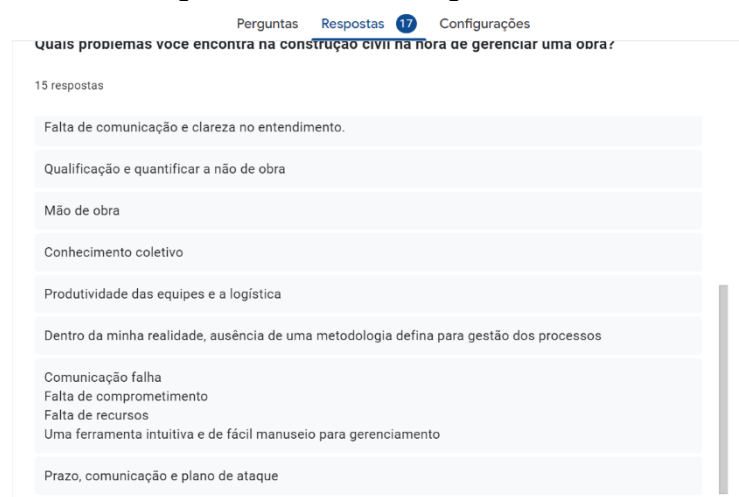 Perguntas Respostas 17 Configurações
Quais problemas você encontra na construção civil na hora de gerenciar uma obra?
15 respostas
Falta de comunicação e clareza no entendimento.
Qualificação e quantificar a não de obra
Mão de obra
Conhecimento coletivo
Produtividade das equipes e a logística
Dentro da minha realidade, ausência de uma metodologia defina para gestão dos processos
Comunicação falha
Falta de comprometimento
Falta de recursos
Uma ferramenta intuitiva e de fácil manuseio para gerenciamento
Prazo, comunicação e plano de ataque